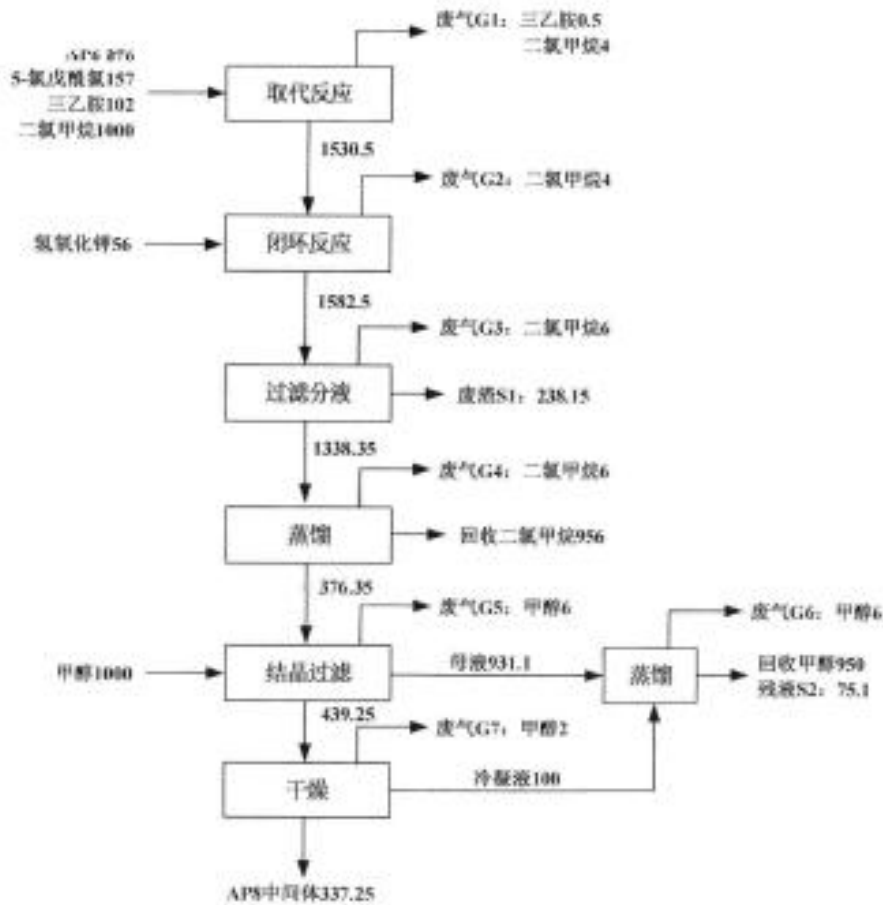 废气G1：三乙胺0.5
二氯甲烷4
AP6 276
5-氯戊酰氯157
三乙胺102
二氯甲烷1000
取代反应
1530.5
废气G2：二氯甲烷4
氢氧化钾56
闭环反应
1582.5
废气G3：二氯甲烷6
过滤分液
废渣S1：238.15
1338.35
废气G4：二氯甲烷6
蒸馏
回收二氯甲烷956
376.35
废气G5：甲醇6
废气G6：甲醇6
甲醇1000
结晶过滤
母液931.1
蒸馏
回收甲醇950
残液S2：75.1
439.25
废气G7：甲醇2
干燥
冷凝液100
AP8中间体337.25